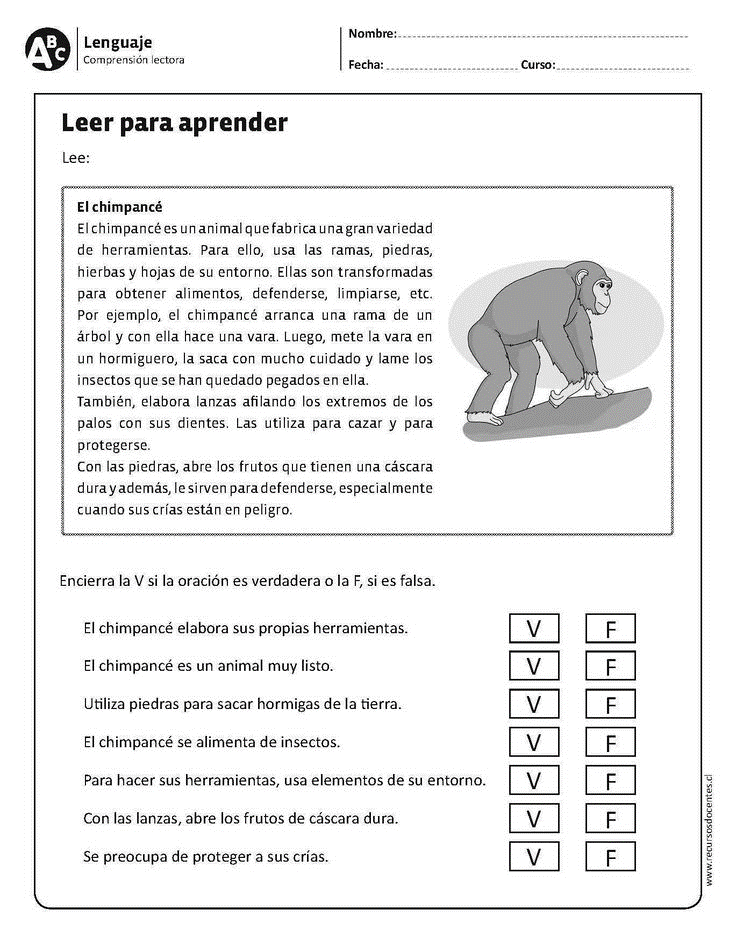 ABC
Lenguaje
Comprensión lectora
Nombre:
Fecha: Curso:
Leer para aprender
Lee:
El chimpancé
El chimpancé es un animal que fabrica una gran variedad
de herramientas. Para ello, usa las ramas, piedras,
hierbas y hojas de su entorno. Ellas son transformadas
para obtener alimentos, defenderse, limpiarse, etc.
Por ejemplo, el chimpancé arranca una rama de un
árbol y con ella hace una vara. Luego, mete la vara en
un hormiguero, la saca con mucho cuidado y lame los
insectos que se han quedado pegados en ella.
También, elabora lanzas afilando los extremos de los
palos con sus dientes. Las utiliza para cazar y para
protegerse.
Con las piedras, abre los frutos que tienen una cáscara
dura y además, le sirven para defenderse, especialmente
cuando sus crías están en peligro.
Encierra la V si la oración es verdadera o la F, si es falsa.
El chimpancé elabora sus propias herramientas. V F
El chimpancé es un animal muy listo. V F
Utiliza piedras para sacar hormigas de la tierra. V F
El chimpancé se alimenta de insectos. V F
Para hacer sus herramientas, usa elementos de su entorno. V F
Con las lanzas, abre los frutos de cáscara dura. V F
Se preocupa de proteger a sus crías. V F
www.recursosdocentes.cl